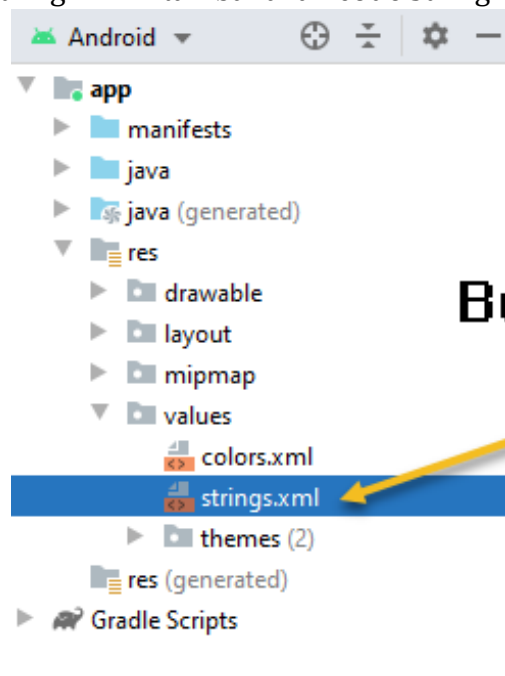 Android
app
manifests
java
java (generated)
res
drawable
layout
mipmap
values
colors.xml
strings.xml
themes (2)
res (generated)
Gradle Scripts